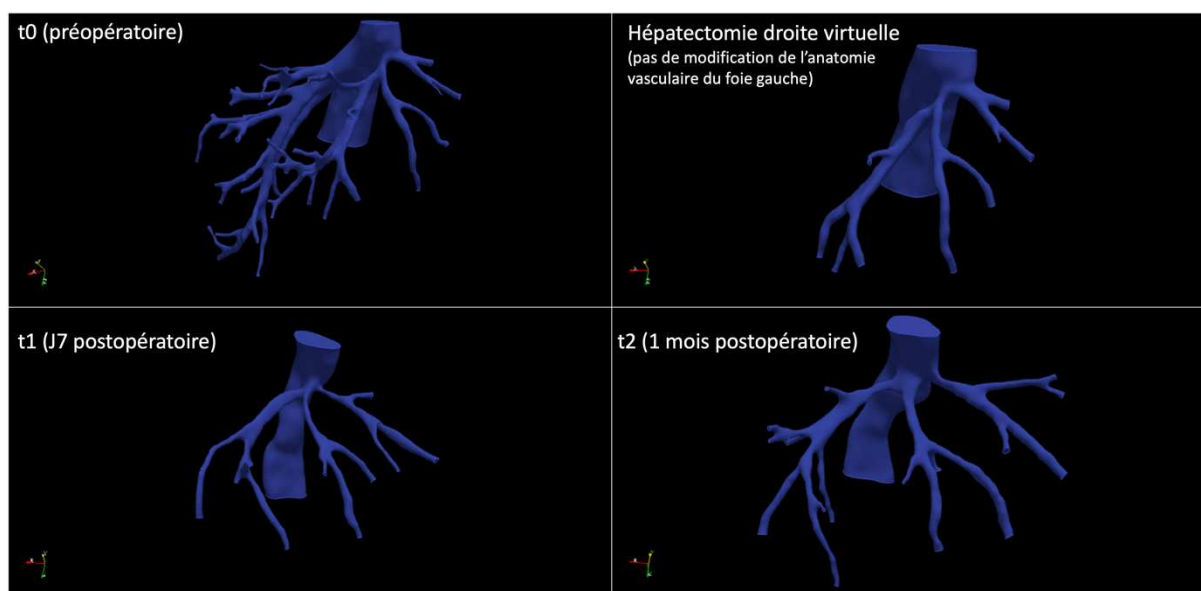 t0 (préopératoire)
Hépatectomie droite virtuelle
(pas de modification de l’anatomie
vasculaire du foie gauche)
t1 (J7 postopératoire)
t2 (1 mois postopératoire)